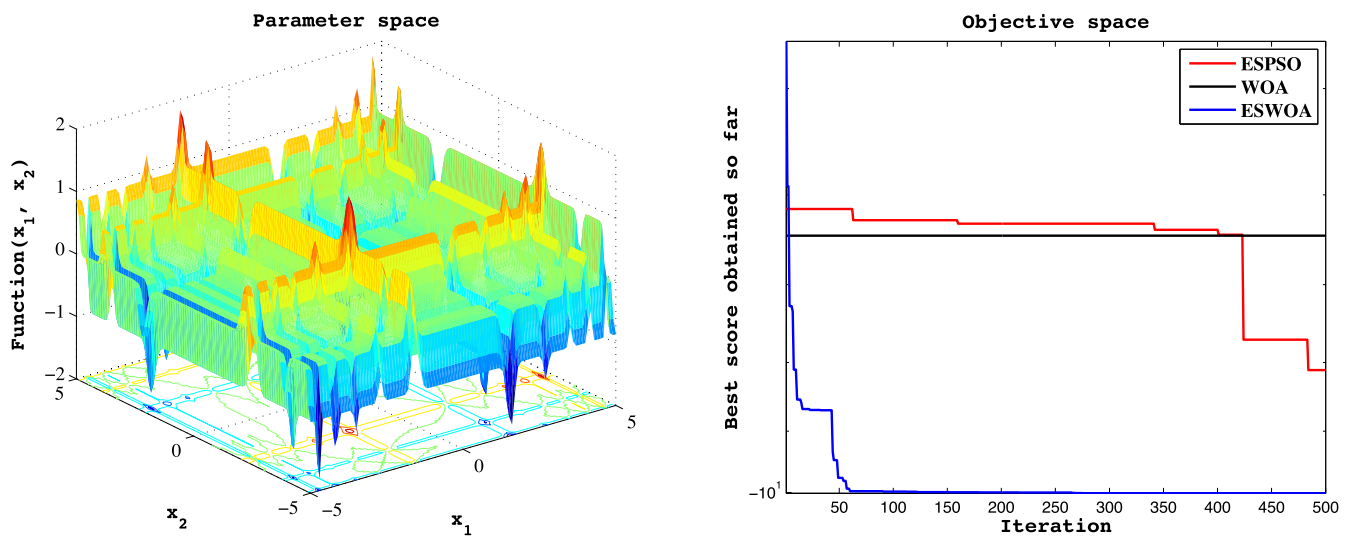 Parameter space
Function(x1, x2)
2
1
0
−1
−2
5
0
−5
x2
−5
0
5
x1
Objective space
Best score obtained so far
−10^1
ESPSO
WOA
ESWOA
50 100 150 200 250 300 350 400 450 500
Iteration